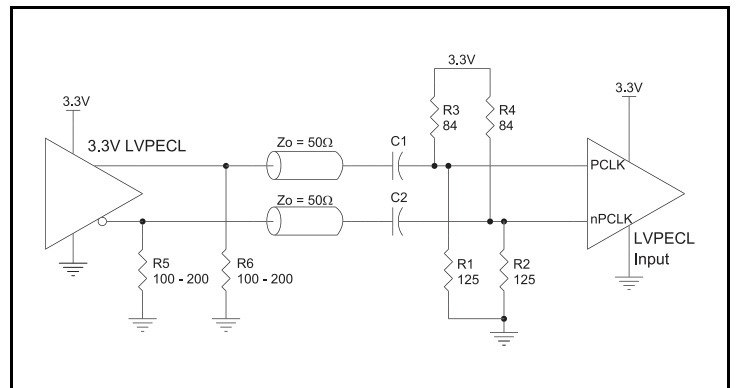 3.3V
3.3V LVPECL
R5
100 - 200
R6
100 - 200
Zo = 50Ω
Zo = 50Ω
C1
C2
3.3V
R3
84
R4
84
R1
125
R2
125
3.3V
PCLK
nPCLK
LVPECL
Input